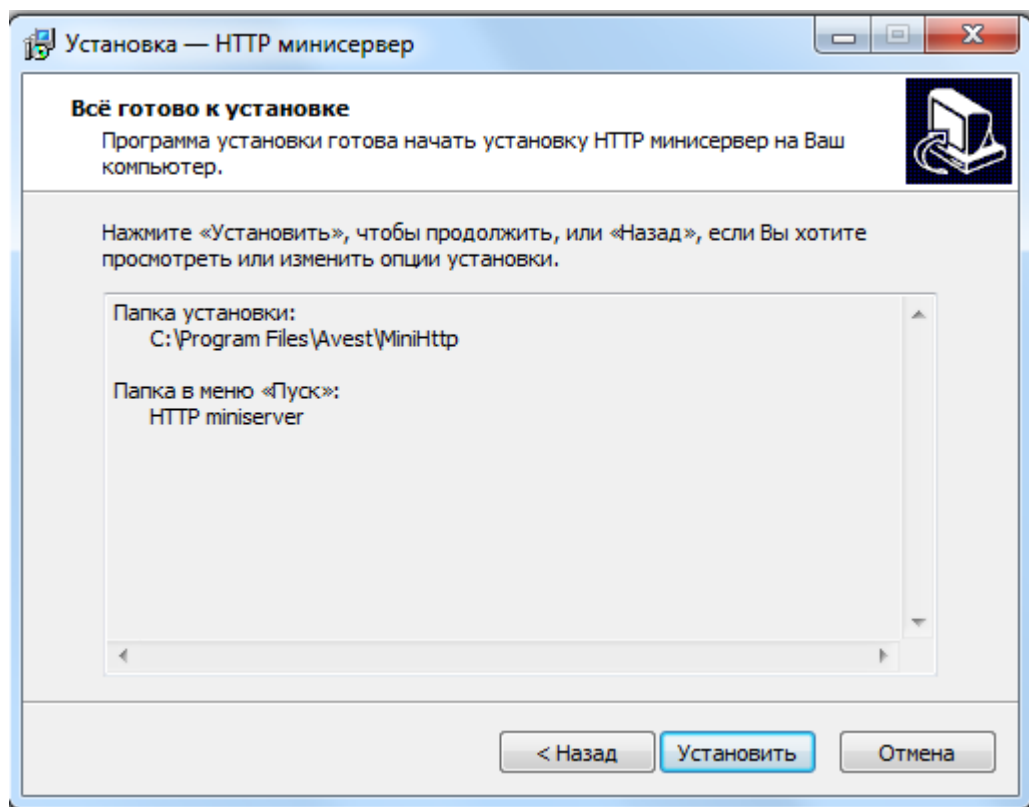 Установка — HTTP минисервер
Всё готово к установке
Программа установки готова начать установку HTTP минисервер на Ваш
компьютер.
Нажмите «Установить», чтобы продолжить, или «Назад», если Вы хотите
просмотреть или изменить опции установки.
Папка установки:
C:\Program Files\Avest\MiniHttp
Папка в меню «Пуск»:
HTTP miniserver
< Назад
Установить
Отмена